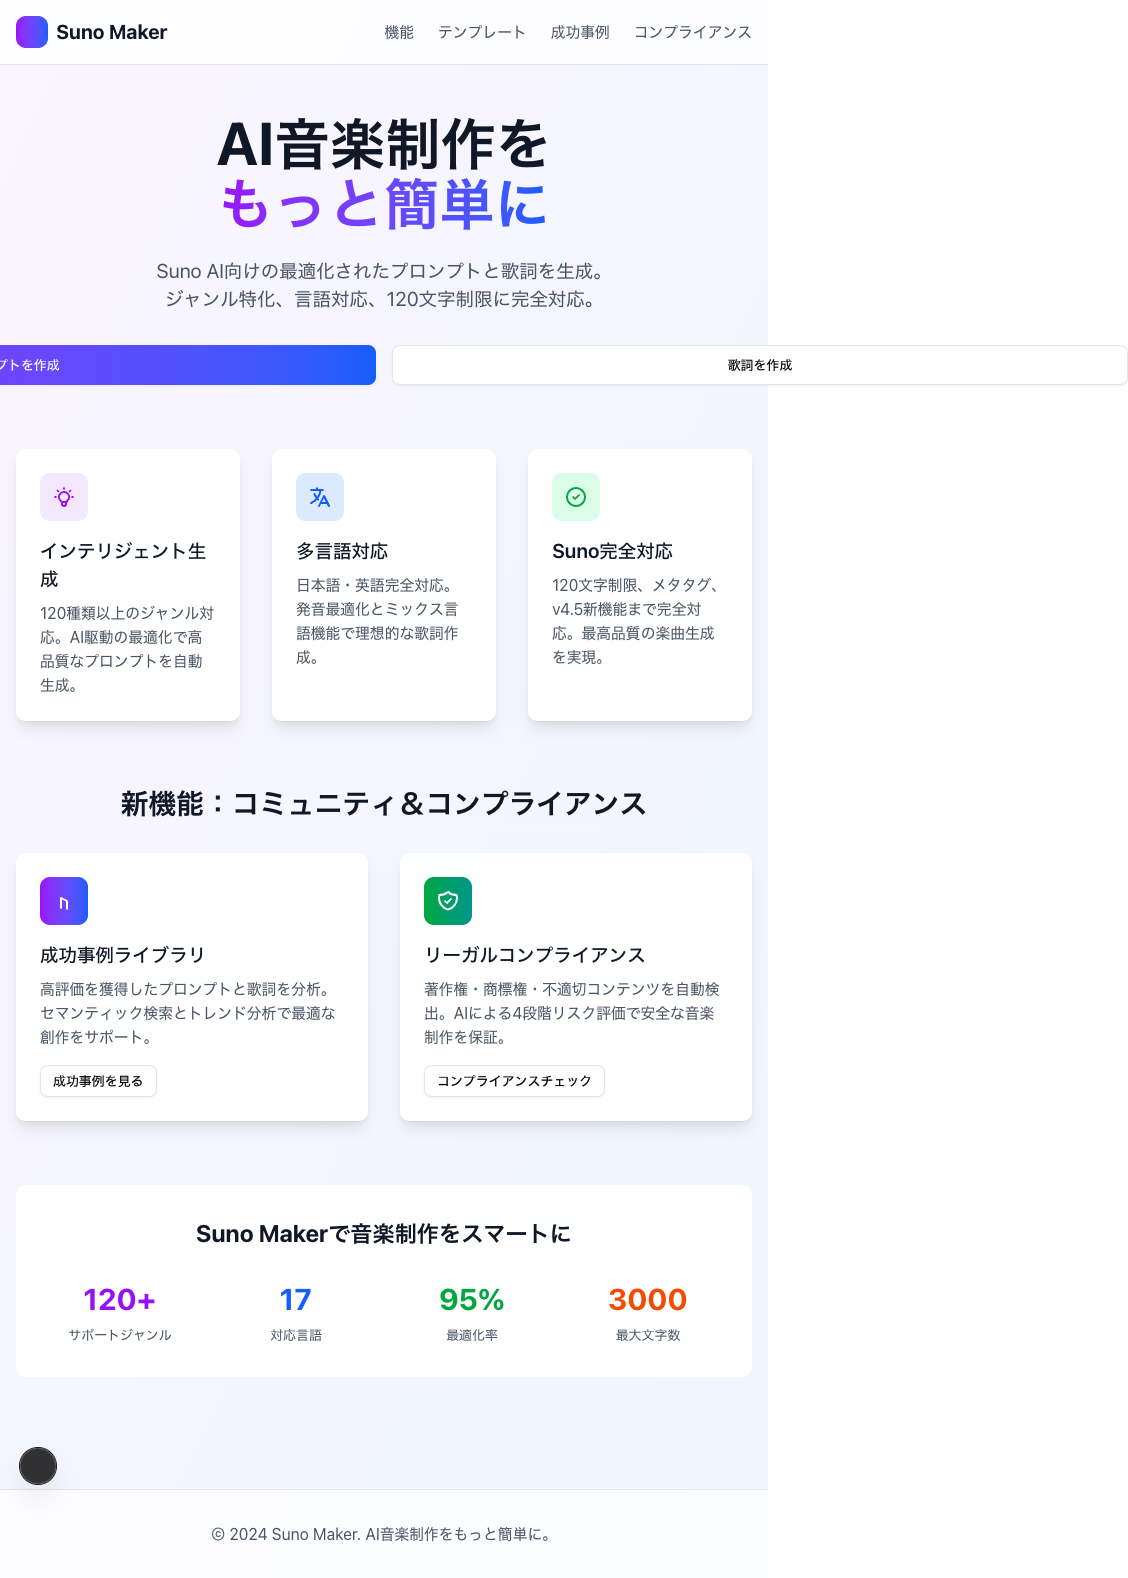 Suno Maker
機能
テンプレート
成功事例
コンプライアンス
AI音楽制作を
もっと簡単に
Suno AI向けの最適化されたプロンプトと歌詞を生成。
ジャンル特化、言語対応、120文字制限に完全対応。
プトを作成
歌詞を作成
インテリジェント生
成
120種類以上のジャンル対
応。AI駆動の最適化で高
品質なプロンプトを自動
生成。
多言語対応
日本語・英語完全対応。
発音最適化とミックス言
語機能で理想的な歌詞作
成。
Suno完全対応
120文字制限、メタタグ、
v4.5新機能まで完全対
応。最高品質の楽曲生成
を実現。
新機能：コミュニティ＆コンプライアンス
成功事例ライブラリ
高評価を獲得したプロンプトと歌詞を分析。
セマンティック検索とトレンド分析で最適な
創作をサポート。
成功事例を見る
リーガルコンプライアンス
著作権・商標権・不適切コンテンツを自動検
出。AIによる4段階リスク評価で安全な音楽
制作を保証。
コンプライアンスチェック
Suno Makerで音楽制作をスマートに
120+
サポートジャンル
17
対応言語
95%
最適化率
3000
最大文字数
© 2024 Suno Maker. AI音楽制作をもっと簡単に。